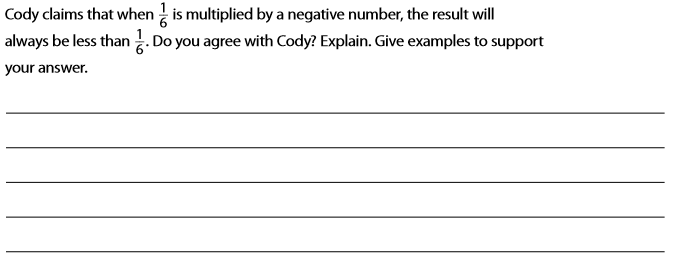 Cody claims that when 1/6 is multiplied by a negative number, the result will
always be less than 1/6. Do you agree with Cody? Explain. Give examples to support
your answer.